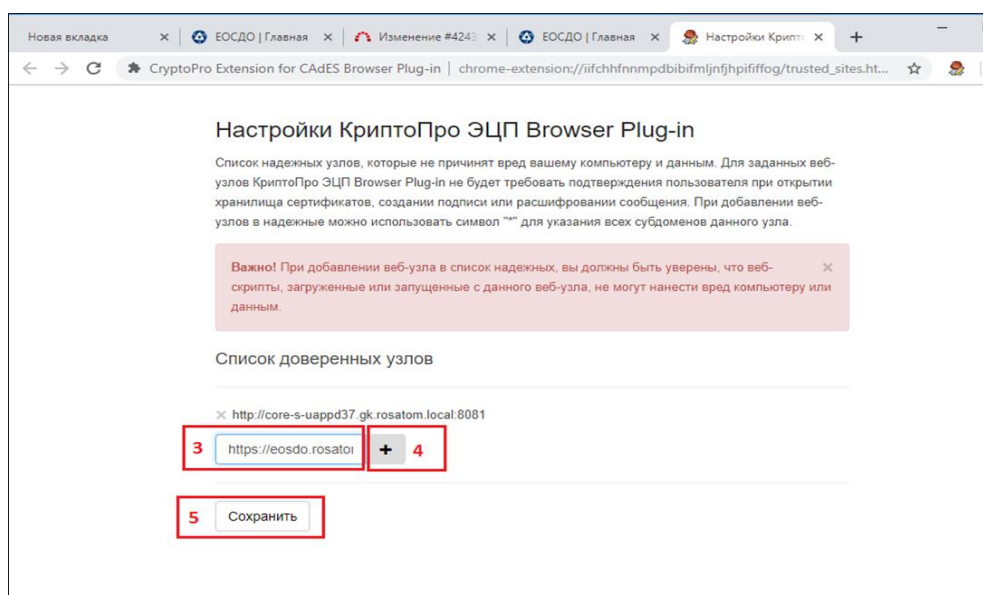 Новая вкладка
ЕОСДО | Главная
Изменение #4243
ЕОСДО | Главная
Настройки Крипт
CryptoPro Extension for CAdES Browser Plug-in | chrome-extension://iifchhfnnmpdbibifmljnfjhpififfog/trusted_sites.ht...
Настройки КриптоПро ЭЦП Browser Plug-in
Список надежных узлов, которые не причинят вред вашему компьютеру и данным. Для заданных веб-
узлов КриптоПро ЭЦП Browser Plug-in не будет требовать подтверждения пользователя при открытии
хранилища сертификатов, создании подписи или расшифровании сообщения. При добавлении веб-
узлов в надежные можно использовать символ "*" для указания всех субдоменов данного узла.
Важно! При добавлении веб-узла в список надежных, вы должны быть уверены, что веб-
скрипты, загруженные или запущенные с данного веб-узла, не могут нанести вред компьютеру или
данным.
Список доверенных узлов
http://core-s-uappd37.gk.rosatom.local:8081
3 https://eosdo.rosato + 4
5 Сохранить